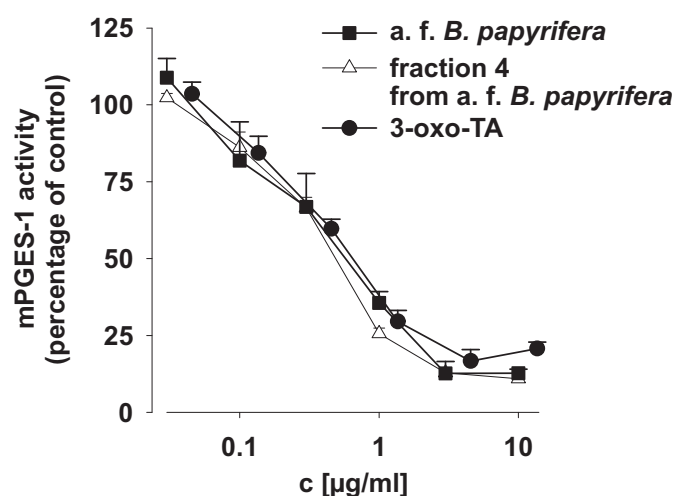 a. f. B. papyrifera
fraction 4
from a. f. B. papyrifera
3-oxo-TA
mPGES-1 activity
(percentage of control)
125
100
75
50
25
0
0.1 1 10
c [µg/ml]